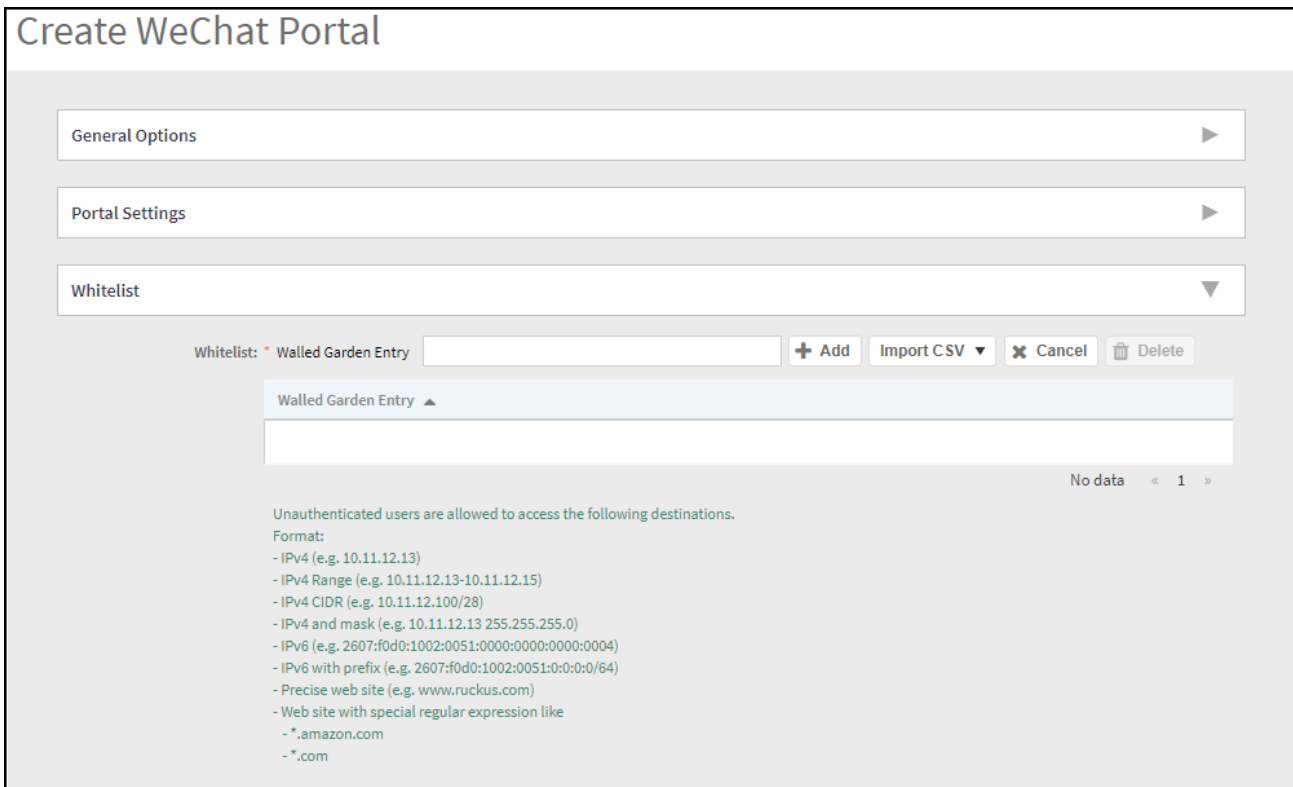 Create WeChat Portal
General Options
Portal Settings
Whitelist
Whitelist: * Walled Garden Entry + Add Import CSV ▼ ✖ Cancel Delete
Walled Garden Entry ▲
No data « 1 »
Unauthenticated users are allowed to access the following destinations.
Format:
- IPv4 (e.g. 10.11.12.13)
- IPv4 Range (e.g. 10.11.12.13-10.11.12.15)
- IPv4 CIDR (e.g. 10.11.12.100/28)
- IPv4 and mask (e.g. 10.11.12.13 255.255.255.0)
- IPv6 (e.g. 2607:f0d0:1002:0051:0000:0000:0000:0004)
- IPv6 with prefix (e.g. 2607:f0d0:1002:0051:0:0:0:0/64)
- Precise web site (e.g. www.ruckus.com)
- Web site with special regular expression like
- *.amazon.com
- *.com